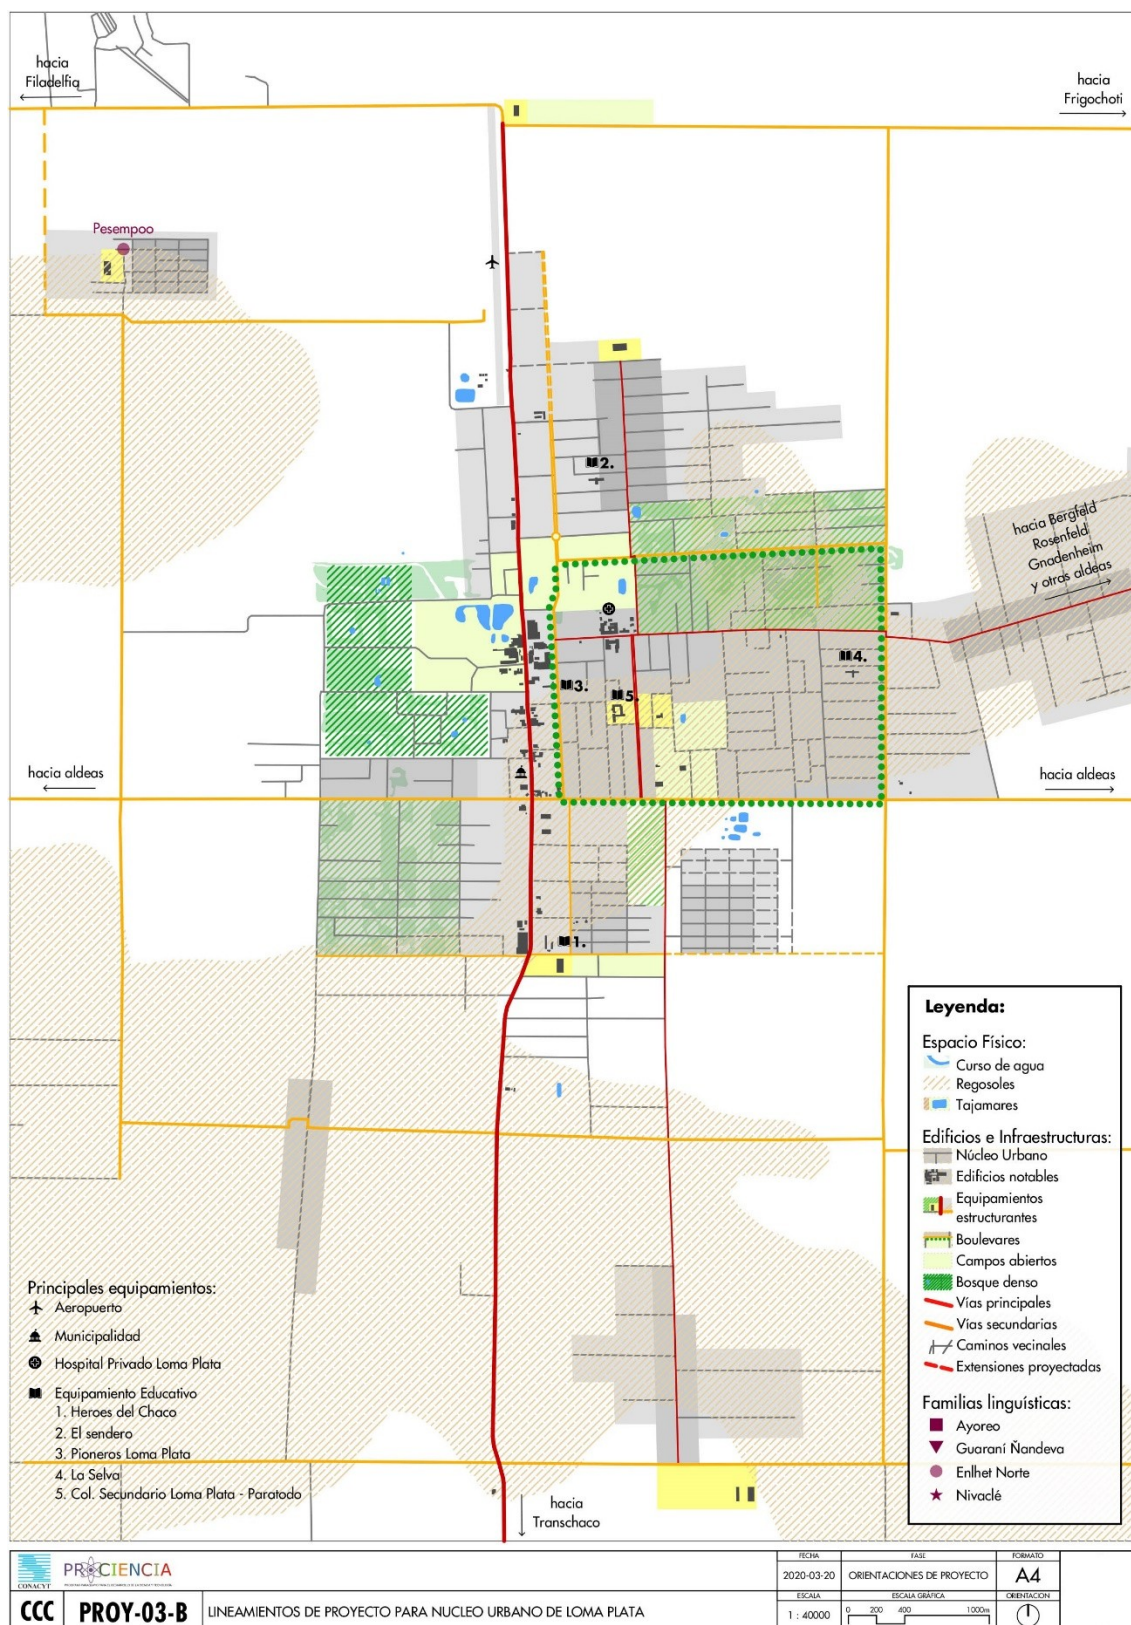 hacia
Filadelfia
hacia
Frigochoti
Pesempoo
2.
hacia Bergfeld
Rosenfeld
Gnadenheim
y otras aldeas
4.
3.
5.
hacia aldeas
hacia aldeas
1.
Leyenda:
Espacio Físico:
Curso de agua
Regosoles
Tajamares
Edificios e Infraestructuras:
Núcleo Urbano
Edificios notables
Equipamientos
estructurantes
Boulevares
Campos abiertos
Bosque denso
Vías principales
Vías secundarias
Caminos vecinales
Extensiones proyectadas
Familias linguísticas:
Ayoreo
Guaraní Ñandeva
Enlhet Norte
Nivaclé
Principales equipamientos:
Aeropuerto
Municipalidad
Hospital Privado Loma Plata
Equipamiento Educativo
1. Heroes del Chaco
2. El sendero
3. Pioneros Loma Plata
4. La Selva
5. Col. Secundario Loma Plata - Paratodo
hacia
Transchaco
CONACYT
PROCIENCIA
FECHA
2020-03-20
FASE
ORIENTACIONES DE PROYECTO
FORMATO
A4
CCC
PROY-03-B
LINEAMIENTOS DE PROYECTO PARA NUCLEO URBANO DE LOMA PLATA
ESCALA
1 : 40000
ESCALA GRÁFICA
0 200 400 1000m
ORIENTACION